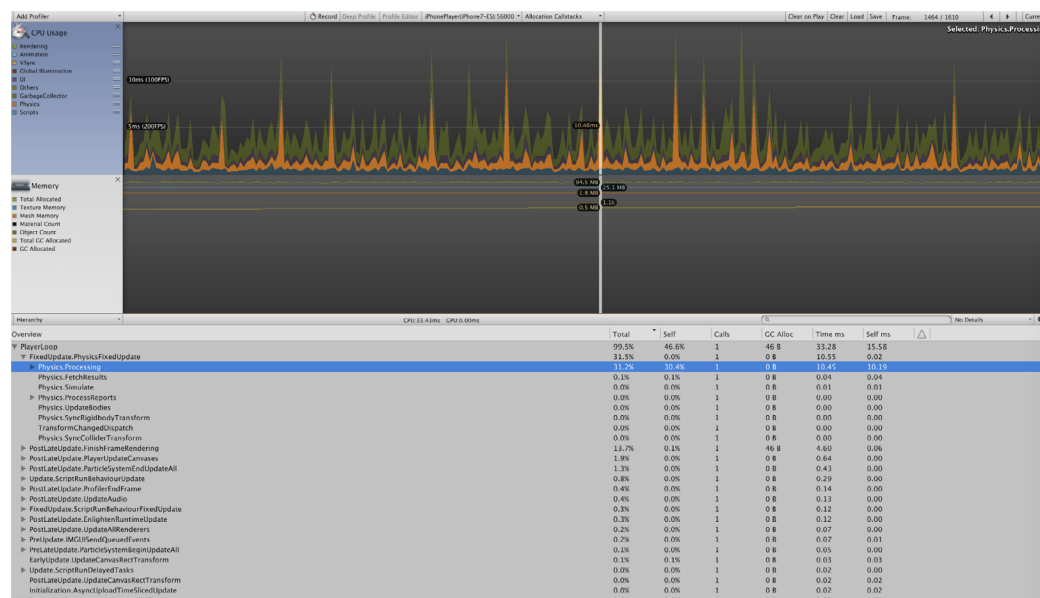 Add Profiler Record Deep Profile Profile Editor iPhonePlayer(iPhone7-ES):56000 Allocation Callstacks Clear on Play Clear Load Save Frame: 1464 / 1610 Curre
CPU Usage Selected: Physics.Processi
Rendering
Animation
VSync
Global Illumination
UI
Others
GarbageCollector
Physics
Scripts
10ms (100FPS)
5ms (200FPS)
10.46ms
Memory
Total Allocated
Texture Memory
Mesh Memory
Material Count
Object Count
Total GC Allocated
GC Allocated
94.5 MB
25.1 MB
1.8 MB
1.1k
0.5 MB
Hierarchy CPU:33.43ms GPU:0.00ms No Details
Overview Total Self Calls GC Alloc Time ms Self ms
PlayerLoop 99.5% 46.6% 1 46 B 33.28 15.58
FixedUpdate.PhysicsFixedUpdate 31.5% 0.0% 1 0 B 10.55 0.02
Physics.Processing 31.2% 30.4% 1 0 B 10.45 10.19
Physics.FetchResults 0.1% 0.1% 1 0 B 0.04 0.04
Physics.Simulate 0.0% 0.0% 1 0 B 0.01 0.01
Physics.ProcessReports 0.0% 0.0% 1 0 B 0.00 0.00
Physics.UpdateBodies 0.0% 0.0% 1 0 B 0.00 0.00
Physics.SyncRigidbodyTransform 0.0% 0.0% 1 0 B 0.00 0.00
TransformChangedDispatch 0.0% 0.0% 1 0 B 0.00 0.00
Physics.SyncColliderTransform 0.0% 0.0% 1 0 B 0.00 0.00
PostLateUpdate.FinishFrameRendering 13.7% 0.1% 1 46 B 4.60 0.06
PostLateUpdate.PlayerUpdateCanvases 1.9% 0.0% 1 0 B 0.64 0.00
PostLateUpdate.ParticleSystemEndUpdateAll 1.3% 0.0% 1 0 B 0.43 0.00
Update.ScriptRunBehaviourUpdate 0.8% 0.0% 1 0 B 0.29 0.00
PostLateUpdate.ProfilerEndFrame 0.4% 0.0% 1 0 B 0.14 0.00
PostLateUpdate.UpdateAudio 0.4% 0.0% 1 0 B 0.13 0.00
FixedUpdate.ScriptRunBehaviourFixedUpdate 0.3% 0.0% 1 0 B 0.12 0.00
PostLateUpdate.EnlightenRuntimeUpdate 0.3% 0.0% 1 0 B 0.12 0.00
PostLateUpdate.UpdateAllRenderers 0.2% 0.0% 1 0 B 0.07 0.00
PreUpdate.IMGUISendQueuedEvents 0.2% 0.0% 1 0 B 0.07 0.01
PreLateUpdate.ParticleSystemBeginUpdateAll 0.1% 0.0% 1 0 B 0.05 0.00
EarlyUpdate.UpdateCanvasRectTransform 0.1% 0.1% 1 0 B 0.03 0.03
Update.ScriptRunDelayedTasks 0.0% 0.0% 1 0 B 0.02 0.00
PostLateUpdate.UpdateCanvasRectTransform 0.0% 0.0% 1 0 B 0.02 0.02
Initialization.AsyncUploadTimeSlicedUpdate 0.0% 0.0% 1 0 B 0.02 0.02